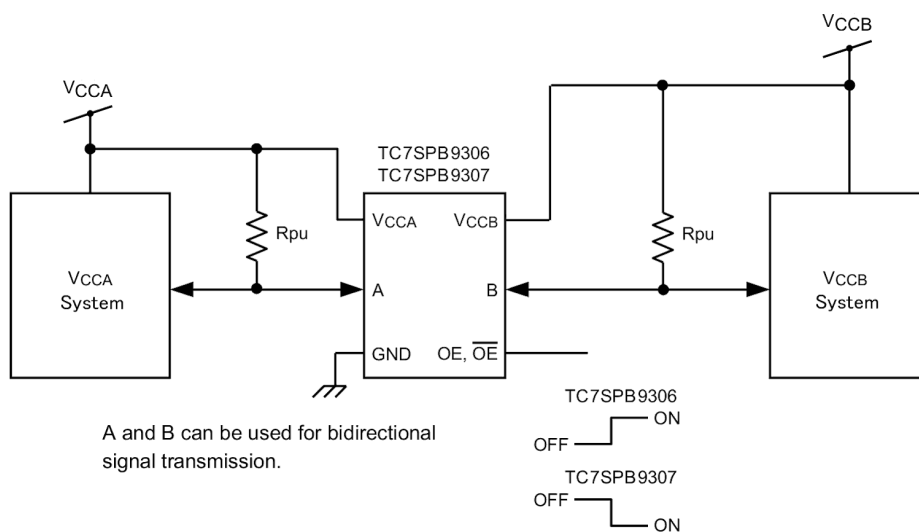 VCCB
VCCA
TC7SPB9306
TC7SPB9307
VCCA
VCCB
Rpu
Rpu
VCCA
System
A
B
VCCB
System
GND
OE, OE
TC7SPB9306
ON
OFF
A and B can be used for bidirectional
signal transmission.
TC7SPB9307
OFF
ON